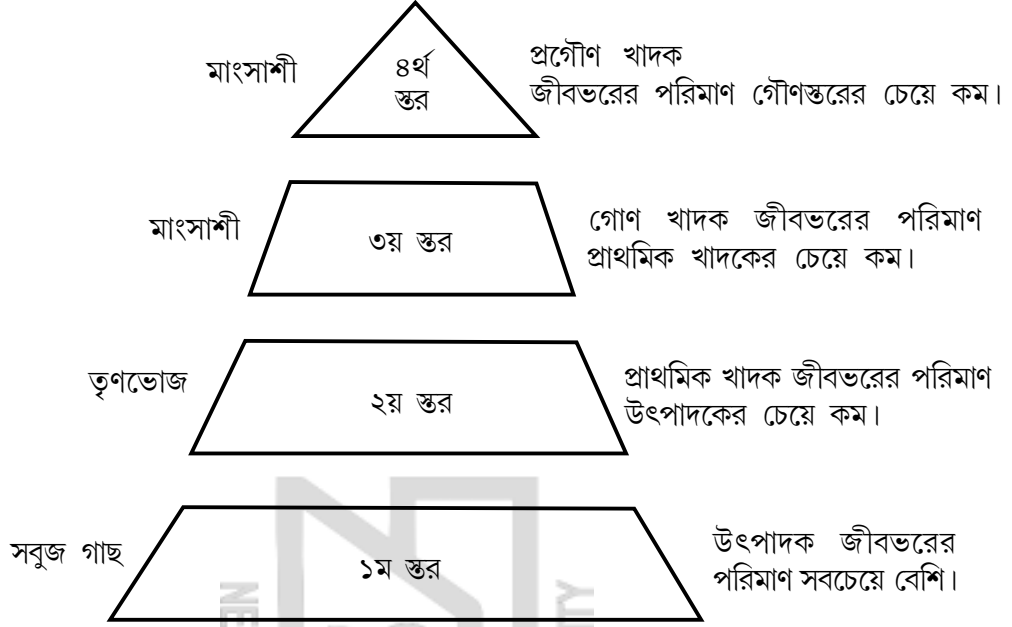 মাংসাশী
৪র্থ
স্তর
প্রগৌণ খাদক
জীবভরের পরিমাণ গৌণস্তরের চেয়ে কম।
মাংসাশী
৩য় স্তর
গোণ খাদক জীবভরের পরিমাণ
প্রাথমিক খাদকের চেয়ে কম।
তৃণভোজ
২য় স্তর
প্রাথমিক খাদক জীবভরের পরিমাণ
উৎপাদকের চেয়ে কম।
সবুজ গাছ
১ম স্তর
উৎপাদক জীবভরের
পরিমাণ সবচেয়ে বেশি।